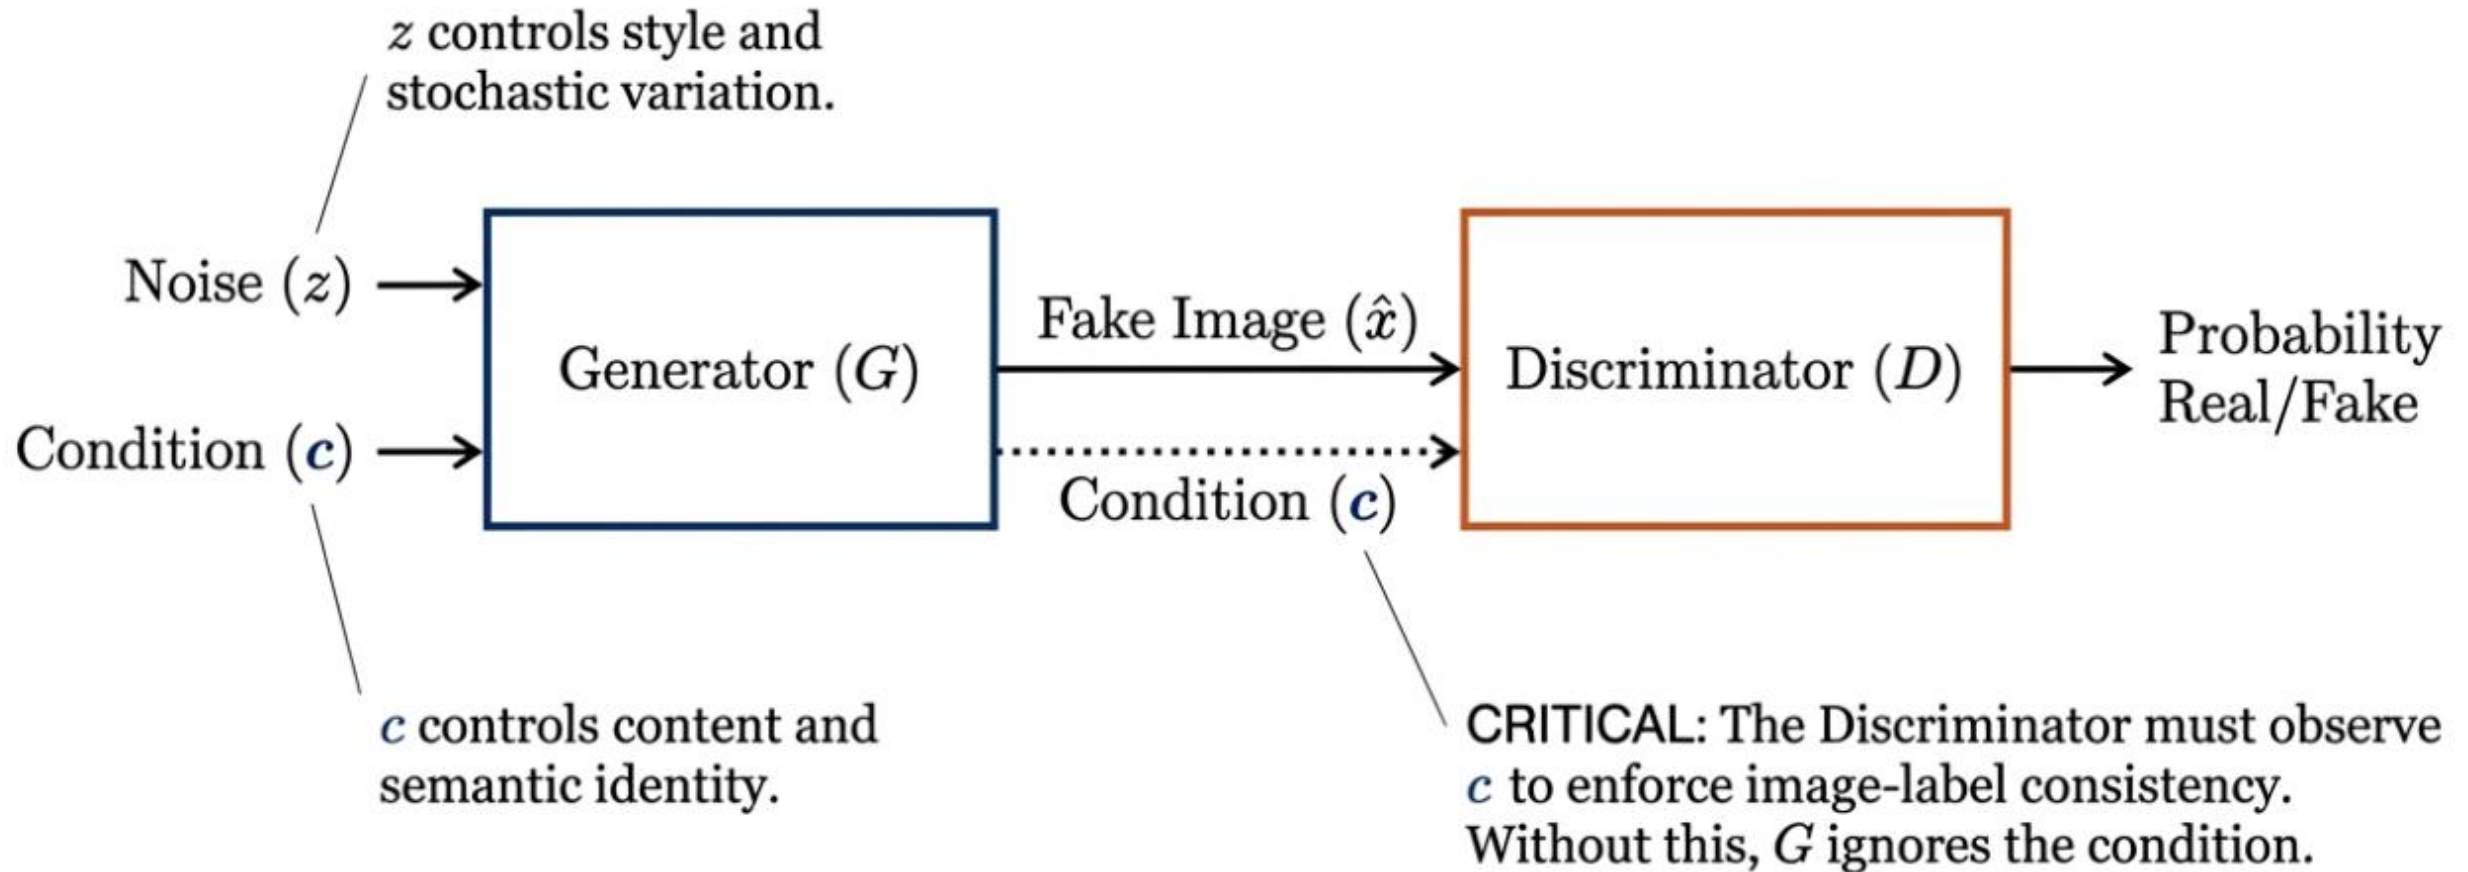 z controls style and
stochastic variation.
Noise (z)
Condition (c)
Generator (G)
Fake Image (x̂)
Condition (c)
Discriminator (D)
Probability
Real/Fake
c controls content and
semantic identity.
CRITICAL: The Discriminator must observe
c to enforce image-label consistency.
Without this, G ignores the condition.